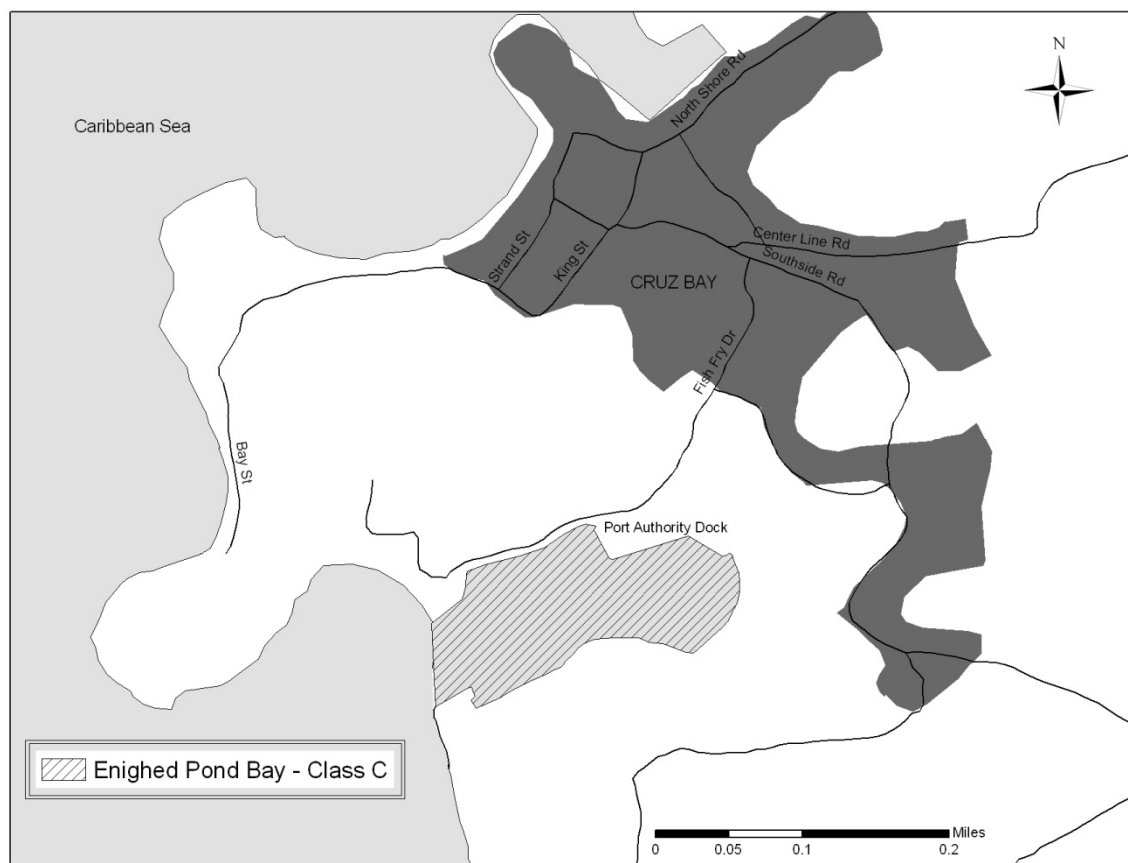 N
North Shore Rd
Caribbean Sea
Center Line Rd
Strand St
King St
Southside Rd
CRUZ BAY
Fish Fry Dr
Bay St
Port Authority Dock
Enighed Pond Bay - Class C
Miles
0 0.05 0.1 0.2